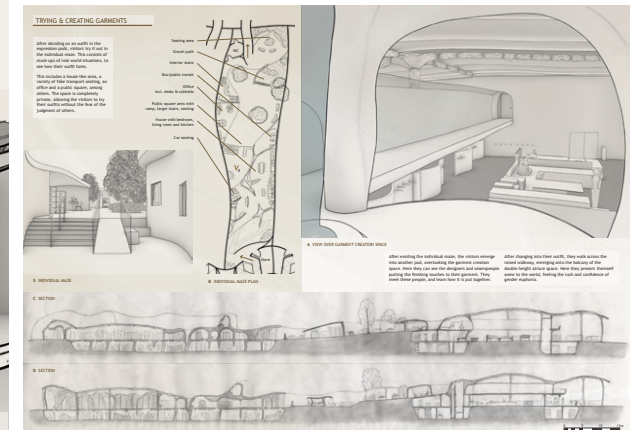 TRYING & CREATING GARMENTS
After deciding on an outfit to the
expression pods, visitors try it out in
the individual maze. This consists of
mock-ups of real world situations, to
see how their outfit form.
This includes a house-like area, a
variety of fake transport seating, an
office and a public square, among
others. The space is completely
private, allowing the visitors to try
their outfits without the fear of the
judgment of others.
Seating area
Gravel path
Interior stairs
Bus/public transit
Office
incl. desks & cabinets
Public square area with
ramp, larger stairs, seating
House with bedroom,
living room and kitchen
Car seating
WC
5 INDIVIDUAL MAZE
B INDIVIDUAL MAZE PLAN
6 VIEW OVER GARMENT CREATION SPACE
After existing the individual maze, the visitors emerge
into another pod, overlooking the garment creation
space. Here they can see the designers and seamspeople
putting the finishing touches to their garment. They
meet these people, and learn how it is put together.
After changing into their outfit, they walk across the
raised walkway, emerging onto the balcony of the
double height atrium space. Here they present themself
anew to the world, feeling the rush and confidence of
gender euphoria.
C SECTION
D SECTION